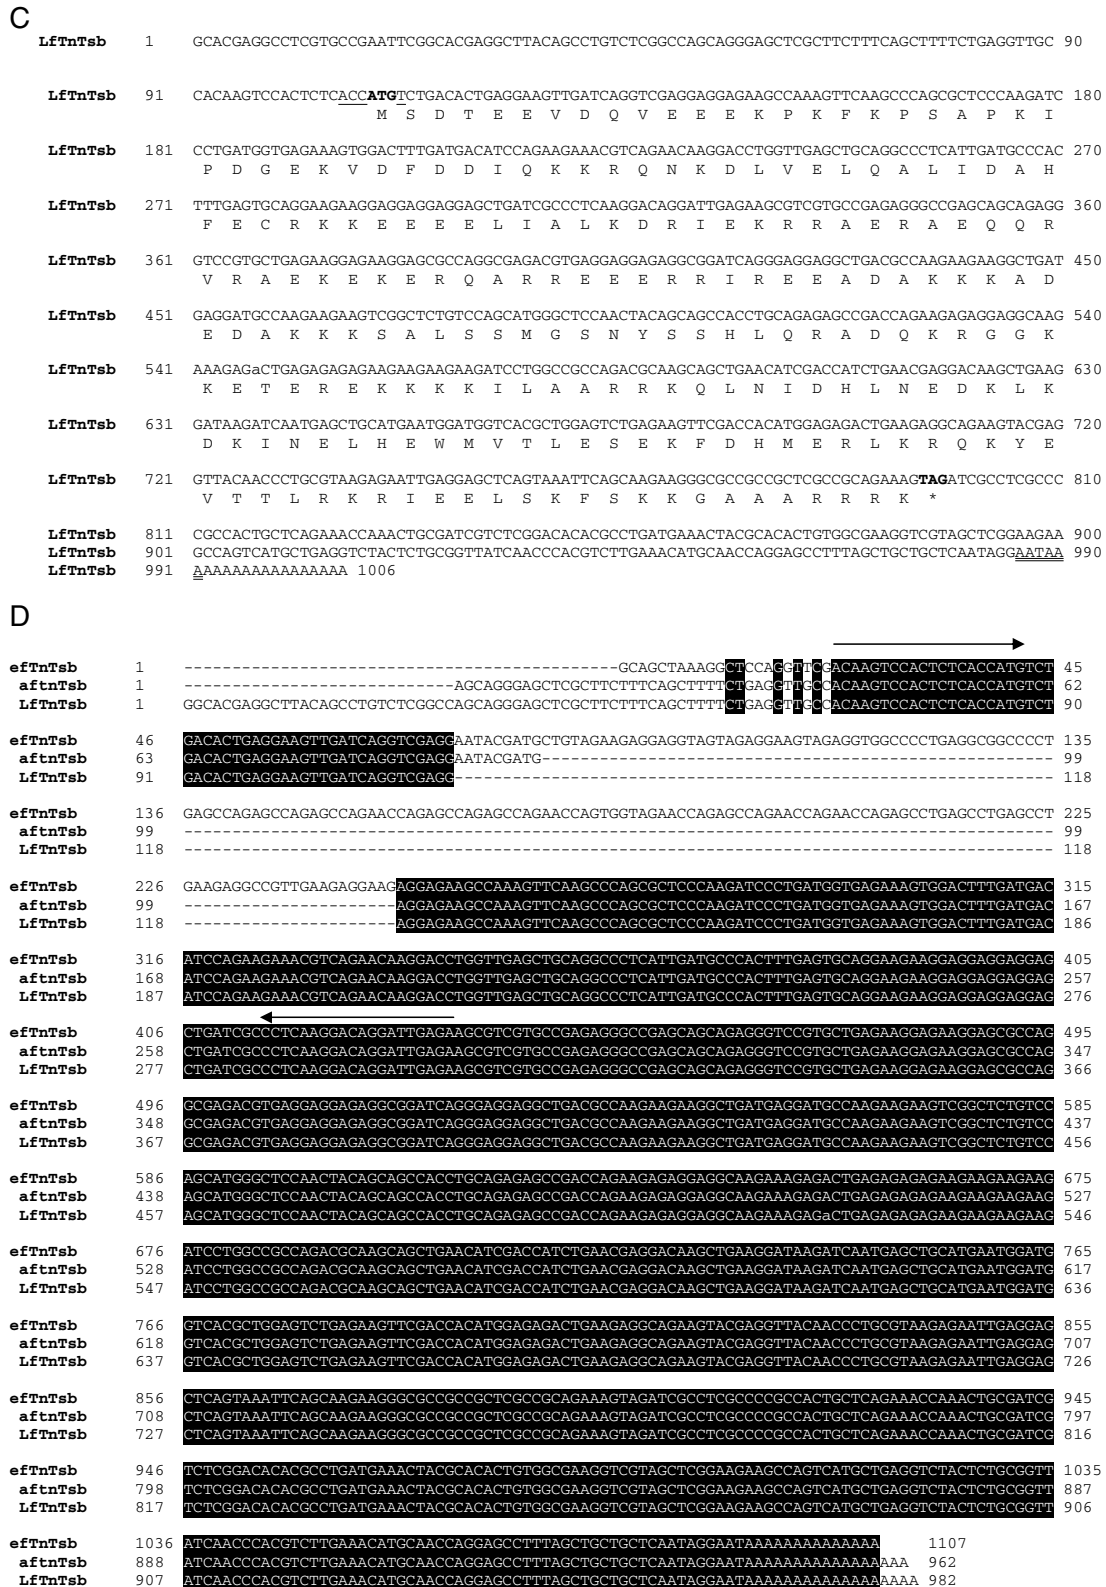 C
LfTnTsb 1 GCACGAGGCCTCGTGCCGAATTCGGCACGAGGCTTACAGCCTGTCTCGGCCAGCAGGGAGCTCGCTTCTTTCAGCTTTTCTGAGGTTGC 90
LfTnTsb 91 CACAAGTCCACTCTCACCATGTCTGACACTGAGGAAGTTGATCAGGTCGAGGAGGAGAAGCCAAAGTTCAAGCCCAGCGCTCCCAAGATC 180
M S D T E E V D Q V E E E K P K F K P S A P K I
LfTnTsb 181 CCTGATGGTGAGAAAGTGGACTTTGATGACATCCAGAAGAAACGTCAGAACAAGGACCTGGTTGAGCTGCAGGCCCTCATTGATGCCCAC 270
P D G E K V D F D D I Q K K R Q N K D L V E L Q A L I D A H
LfTnTsb 271 TTTGAGTGCAGGAAGAAGGAGGAGGAGGAGCTGATCGCCCTCAAGGACAGGATTGAGAAGCGTCGTGCCGAGAGGGCCGAGCAGCAGAGG 360
F E C R K K E E E E L I A L K D R I E K R R A E R A E Q Q R
LfTnTsb 361 GTCCGTGCTGAGAAGGAGAAGGAGCGCCAGGCGAGACGTGAGGAGGAGAGGCGGATCAGGGAGGAGGCTGACGCCAAGAAGAAGGCTGAT 450
V R A E K E K E R Q A R R E E E R R I R E E A D A K K K A D
LfTnTsb 451 GAGGATGCCAAGAAGAAGTCGGCTCTGTCCAGCATGGGCTCCAACTACAGCAGCCACCTGCAGAGAGCCGACCAGAAGAGAGGAGGCAAG 540
E D A K K K S A L S S M G S N Y S S H L Q R A D Q K R G G K
LfTnTsb 541 AAAGAGaCTGAGAGAGAGAAGAAGAAGAAGATCCTGGCCGCCAGACGCAAGCAGCTGAACATCGACCATCTGAACGAGGACAAGCTGAAG 630
K E T E R E K K K K I L A A R R K Q L N I D H L N E D K L K
LfTnTsb 631 GATAAGATCAATGAGCTGCATGAATGGATGGTCACGCTGGAGTCTGAGAAGTTCGACCACATGGAGAGACTGAAGAGGCAGAAGTACGAG 720
D K I N E L H E W M V T L E S E K F D H M E R L K R Q K Y E
LfTnTsb 721 GTTACAACCCTGCGTAAGAGAATTGAGGAGCTCAGTAAATTCAGCAAGAAGGGCGCCGCCGCTCGCCGCAGAAAGTAGATCGCCTCGCCC 810
V T T L R K R I E E L S K F S K K G A A A R R R K *
LfTnTsb 811 CGCCACTGCTCAGAAACCAAACTGCGATCGTCTCGGACACACGCCTGATGAAACTACGCACACTGTGGCGAAGGTCGTAGCTCGGAAGAA 900
LfTnTsb 901 GCCAGTCATGCTGAGGTCTACTCTGCGGTTATCAACCCACGTCTTGAAACATGCAACCAGGAGCCTTTAGCTGCTGCTCAATAGGAATAA 990
LfTnTsb 991 AAAAAAAAAAAAAAAA 1006
D
efTnTsb 1 ---------------------------------------------GCAGCTAAAGGCTCCAGGTTCGACAAGTCCACTCTCACCATGTCT 45
aftnTsb 1 ----------------------------AGCAGGGAGCTCGCTTCTTTCAGCTTTTCTGAGGTTGCCACAAGTCCACTCTCACCATGTCT 62
LfTnTsb 1 GGCACGAGGCTTACAGCCTGTCTCGGCCAGCAGGGAGCTCGCTTCTTTCAGCTTTTCTGAGGTTGCCACAAGTCCACTCTCACCATGTCT 90
efTnTsb 46 GACACTGAGGAAGTTGATCAGGTCGAGGAATACGATGCTGTAGAAGAGGAGGTAGTAGAGGAAGTAGAGGTGGCCCCTGAGGCGGCCCCT 135
aftnTsb 63 GACACTGAGGAAGTTGATCAGGTCGAGGAATACGATG----------------------------------------------------- 99
LfTnTsb 91 GACACTGAGGAAGTTGATCAGGTCGAGG-------------------------------------------------------------- 118
efTnTsb 136 GAGCCAGAGCCAGAGCCAGAACCAGAGCCAGAGCCAGAACCAGTGGTAGAACCAGAGCCAGAACCAGAACCAGAGCCTGAGCCTGAGCCT 225
aftnTsb 99 ------------------------------------------------------------------------------------------ 99
LfTnTsb 118 ------------------------------------------------------------------------------------------ 118
efTnTsb 226 GAAGAGGCCGTTGAAGAGGAAGAGGAGAAGCCAAAGTTCAAGCCCAGCGCTCCCAAGATCCCTGATGGTGAGAAAGTGGACTTTGATGAC 315
aftnTsb 99 ----------------------AGGAGAAGCCAAAGTTCAAGCCCAGCGCTCCCAAGATCCCTGATGGTGAGAAAGTGGACTTTGATGAC 167
LfTnTsb 118 ----------------------AGGAGAAGCCAAAGTTCAAGCCCAGCGCTCCCAAGATCCCTGATGGTGAGAAAGTGGACTTTGATGAC 186
efTnTsb 316 ATCCAGAAGAAACGTCAGAACAAGGACCTGGTTGAGCTGCAGGCCCTCATTGATGCCCACTTTGAGTGCAGGAAGAAGGAGGAGGAGGAG 405
aftnTsb 168 ATCCAGAAGAAACGTCAGAACAAGGACCTGGTTGAGCTGCAGGCCCTCATTGATGCCCACTTTGAGTGCAGGAAGAAGGAGGAGGAGGAG 257
LfTnTsb 187 ATCCAGAAGAAACGTCAGAACAAGGACCTGGTTGAGCTGCAGGCCCTCATTGATGCCCACTTTGAGTGCAGGAAGAAGGAGGAGGAGGAG 276
efTnTsb 406 CTGATCGCCCTCAAGGACAGGATTGAGAAGCGTCGTGCCGAGAGGGCCGAGCAGCAGAGGGTCCGTGCTGAGAAGGAGAAGGAGCGCCAG 495
aftnTsb 258 CTGATCGCCCTCAAGGACAGGATTGAGAAGCGTCGTGCCGAGAGGGCCGAGCAGCAGAGGGTCCGTGCTGAGAAGGAGAAGGAGCGCCAG 347
LfTnTsb 277 CTGATCGCCCTCAAGGACAGGATTGAGAAGCGTCGTGCCGAGAGGGCCGAGCAGCAGAGGGTCCGTGCTGAGAAGGAGAAGGAGCGCCAG 366
efTnTsb 496 GCGAGACGTGAGGAGGAGAGGCGGATCAGGGAGGAGGCTGACGCCAAGAAGAAGGCTGATGAGGATGCCAAGAAGAAGTCGGCTCTGTCC 585
aftnTsb 348 GCGAGACGTGAGGAGGAGAGGCGGATCAGGGAGGAGGCTGACGCCAAGAAGAAGGCTGATGAGGATGCCAAGAAGAAGTCGGCTCTGTCC 437
LfTnTsb 367 GCGAGACGTGAGGAGGAGAGGCGGATCAGGGAGGAGGCTGACGCCAAGAAGAAGGCTGATGAGGATGCCAAGAAGAAGTCGGCTCTGTCC 456
efTnTsb 586 AGCATGGGCTCCAACTACAGCAGCCACCTGCAGAGAGCCGACCAGAAGAGAGGAGGCAAGAAAGAGACTGAGAGAGAGAAGAAGAAGAAG 675
aftnTsb 438 AGCATGGGCTCCAACTACAGCAGCCACCTGCAGAGAGCCGACCAGAAGAGAGGAGGCAAGAAAGAGACTGAGAGAGAGAAGAAGAAGAAG 527
LfTnTsb 457 AGCATGGGCTCCAACTACAGCAGCCACCTGCAGAGAGCCGACCAGAAGAGAGGAGGCAAGAAAGAGaCTGAGAGAGAGAAGAAGAAGAAG 546
efTnTsb 676 ATCCTGGCCGCCAGACGCAAGCAGCTGAACATCGACCATCTGAACGAGGACAAGCTGAAGGATAAGATCAATGAGCTGCATGAATGGATG 765
aftnTsb 528 ATCCTGGCCGCCAGACGCAAGCAGCTGAACATCGACCATCTGAACGAGGACAAGCTGAAGGATAAGATCAATGAGCTGCATGAATGGATG 617
LfTnTsb 547 ATCCTGGCCGCCAGACGCAAGCAGCTGAACATCGACCATCTGAACGAGGACAAGCTGAAGGATAAGATCAATGAGCTGCATGAATGGATG 636
efTnTsb 766 GTCACGCTGGAGTCTGAGAAGTTCGACCACATGGAGAGACTGAAGAGGCAGAAGTACGAGGTTACAACCCTGCGTAAGAGAATTGAGGAG 855
aftnTsb 618 GTCACGCTGGAGTCTGAGAAGTTCGACCACATGGAGAGACTGAAGAGGCAGAAGTACGAGGTTACAACCCTGCGTAAGAGAATTGAGGAG 707
LfTnTsb 637 GTCACGCTGGAGTCTGAGAAGTTCGACCACATGGAGAGACTGAAGAGGCAGAAGTACGAGGTTACAACCCTGCGTAAGAGAATTGAGGAG 726
efTnTsb 856 CTCAGTAAATTCAGCAAGAAGGGCGCCGCCGCTCGCCGCAGAAAGTAGATCGCCTCGCCCCGCCACTGCTCAGAAACCAAACTGCGATCG 945
aftnTsb 708 CTCAGTAAATTCAGCAAGAAGGGCGCCGCCGCTCGCCGCAGAAAGTAGATCGCCTCGCCCCGCCACTGCTCAGAAACCAAACTGCGATCG 797
LfTnTsb 727 CTCAGTAAATTCAGCAAGAAGGGCGCCGCCGCTCGCCGCAGAAAGTAGATCGCCTCGCCCCGCCACTGCTCAGAAACCAAACTGCGATCG 816
efTnTsb 946 TCTCGGACACACGCCTGATGAAACTACGCACACTGTGGCGAAGGTCGTAGCTCGGAAGAAGCCAGTCATGCTGAGGTCTACTCTGCGGTT 1035
aftnTsb 798 TCTCGGACACACGCCTGATGAAACTACGCACACTGTGGCGAAGGTCGTAGCTCGGAAGAAGCCAGTCATGCTGAGGTCTACTCTGCGGTT 887
LfTnTsb 817 TCTCGGACACACGCCTGATGAAACTACGCACACTGTGGCGAAGGTCGTAGCTCGGAAGAAGCCAGTCATGCTGAGGTCTACTCTGCGGTT 906
efTnTsb 1036 ATCAACCCACGTCTTGAAACATGCAACCAGGAGCCTTTAGCTGCTGCTCAATAGGAATAAAAAAAAAAAAAA 1107
aftnTsb 888 ATCAACCCACGTCTTGAAACATGCAACCAGGAGCCTTTAGCTGCTGCTCAATAGGAATAAAAAAAAAAAAAAAAA 962
LfTnTsb 907 ATCAACCCACGTCTTGAAACATGCAACCAGGAGCCTTTAGCTGCTGCTCAATAGGAATAAAAAAAAAAAAAAAAAA 982